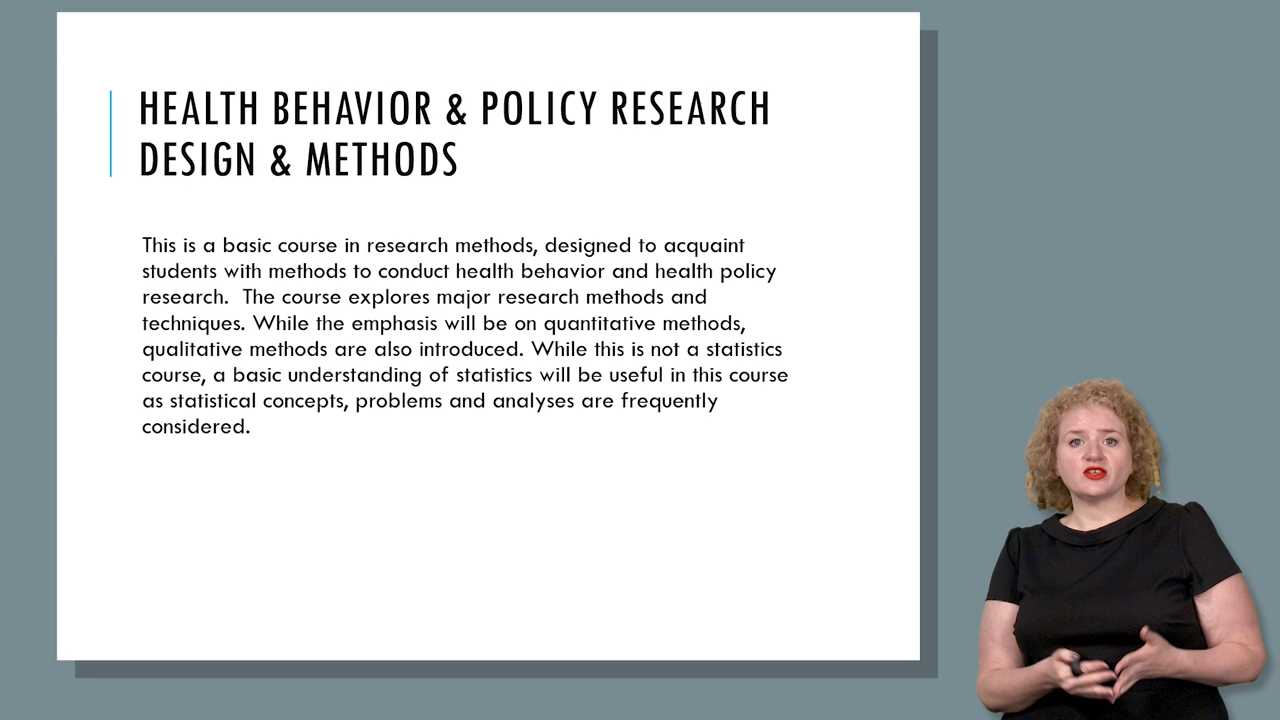 HEALTH BEHAVIOR & POLICY RESEARCH
DESIGN & METHODS
This is a basic course in research methods, designed to acquaint
students with methods to conduct health behavior and health policy
research.  The course explores major research methods and
techniques. While the emphasis will be on quantitative methods,
qualitative methods are also introduced. While this is not a statistics
course, a basic understanding of statistics will be useful in this course
as statistical concepts, problems and analyses are frequently
considered.